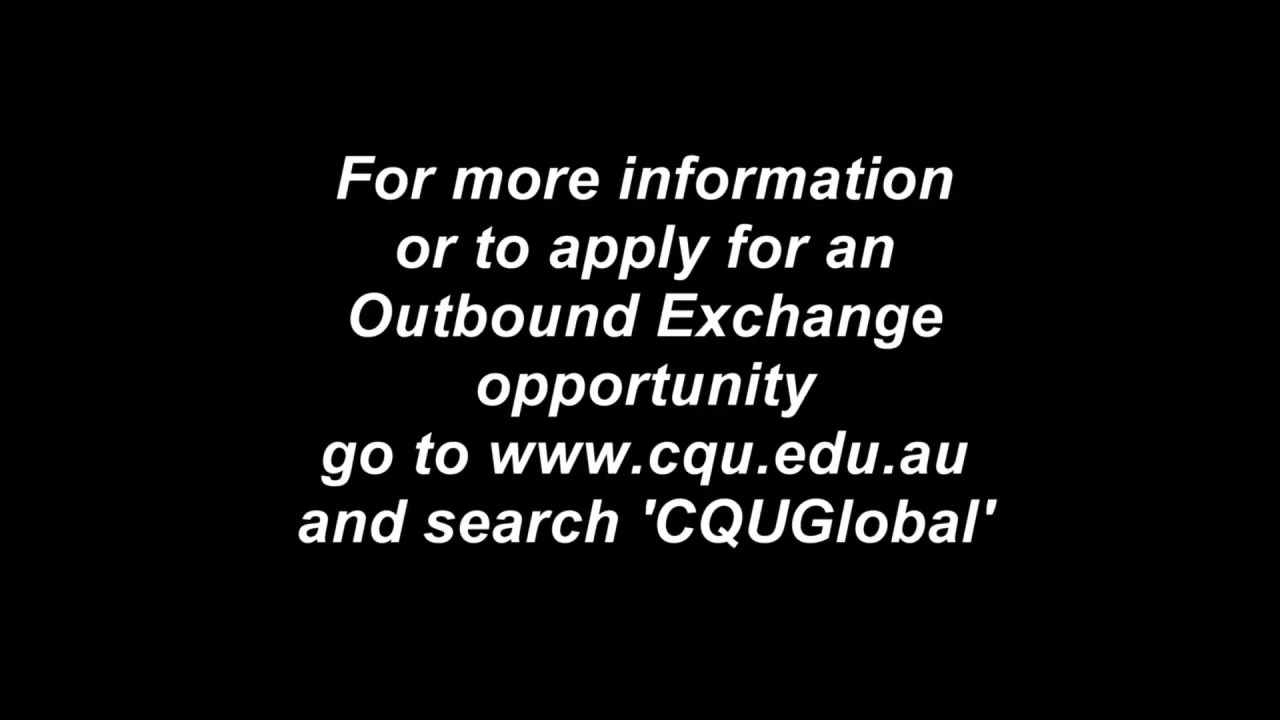 For more information
or to apply for an
Outbound Exchange
opportunity
go to www.cqu.edu.au
and search 'CQUGlobal'